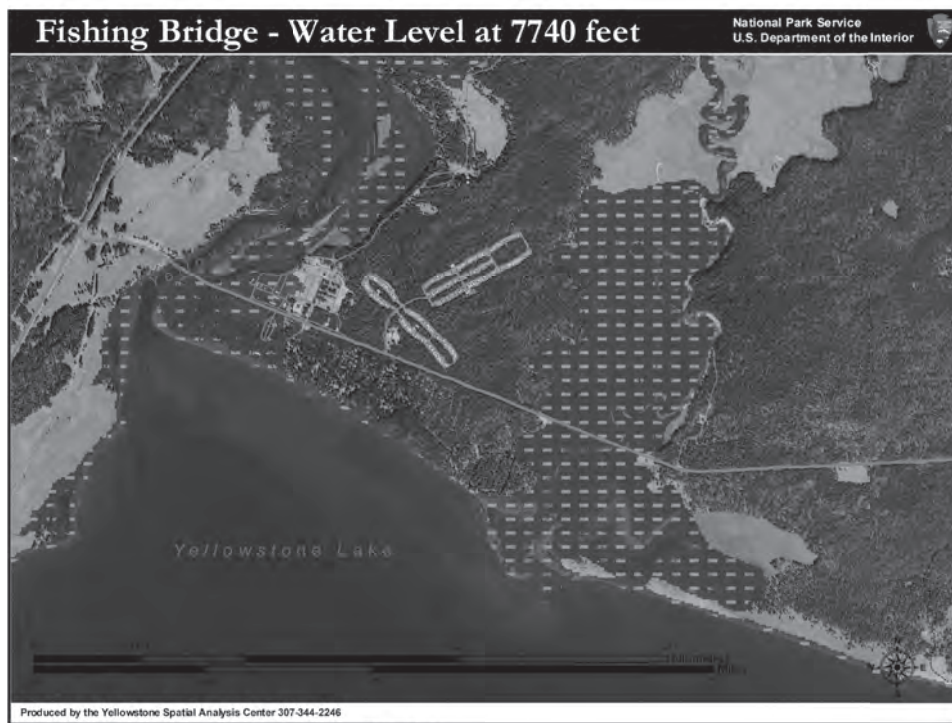 Fishing Bridge - Water Level at 7740 feet
National Park Service
U.S. Department of the Interior
Yellowstone Lake
N
E
Produced by the Yellowstone Spatial Analysis Center 307-344-2246